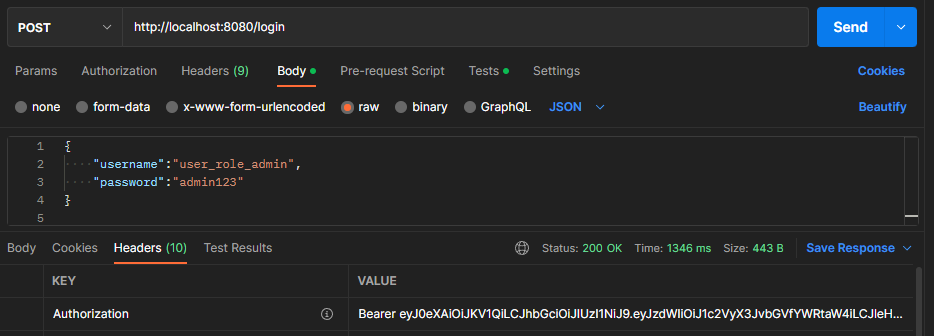 POST http://localhost:8080/login Send
Params Authorization Headers (9) Body Pre-request Script Tests Settings Cookies
none form-data x-www-form-urlencoded raw binary GraphQL JSON Beautify
1 {
2 ····"username":"user_role_admin",
3 ····"password":"admin123"
4 }
5
Body Cookies Headers (10) Test Results Status: 200 OK Time: 1346 ms Size: 443 B Save Response
KEY VALUE
Authorization Bearer eyJ0eXAiOiJKV1QiLCJhbGciOiJIUzI1NiJ9.eyJzdWIiOiJ1c2VyX3JvbGVfYWRtaW4iLCJleH...